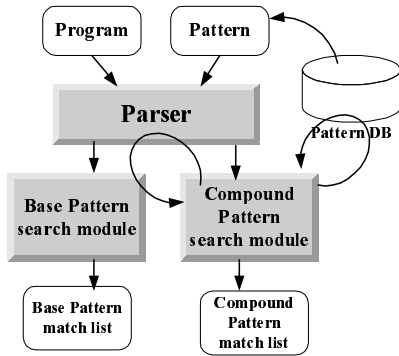 Program
Pattern
Parser
Pattern DB
Base Pattern
search module
Compound
Pattern
search module
Base Pattern
match list
Compound
Pattern
match list